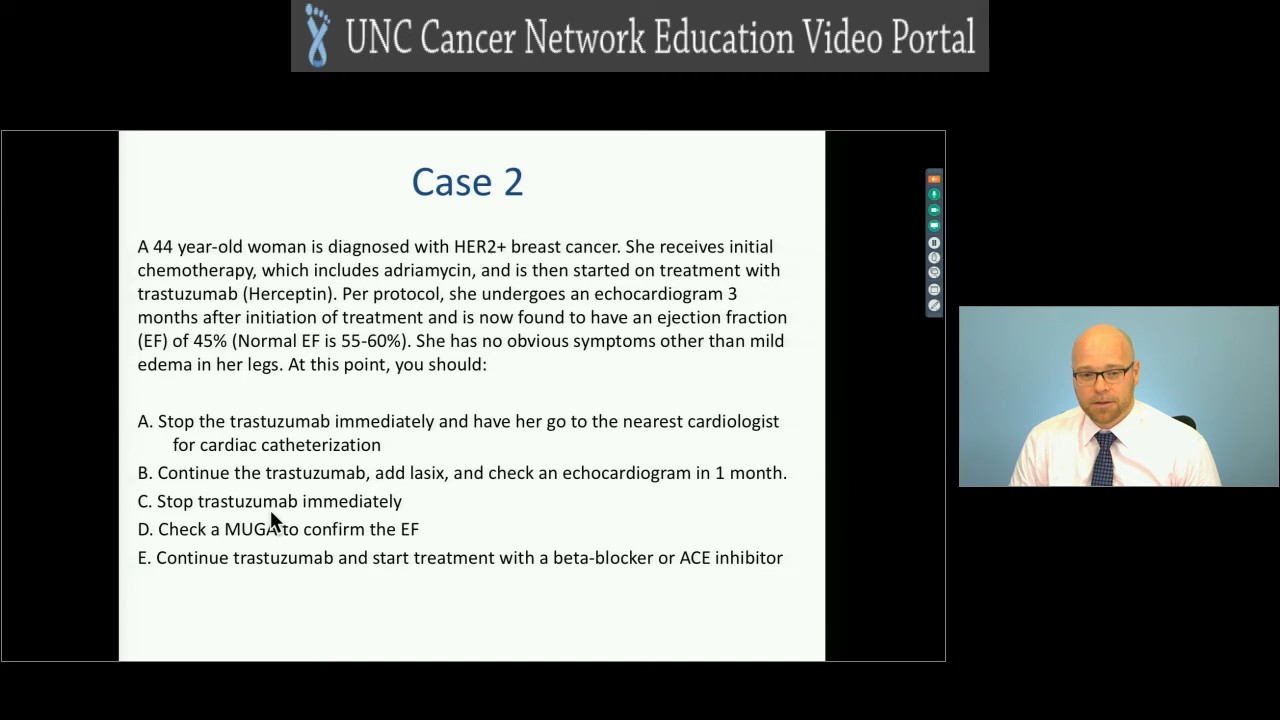 UNC Cancer Network Education Video Portal
Case 2
A 44 year-old woman is diagnosed with HER2+ breast cancer. She receives initial
chemotherapy, which includes adriamycin, and is then started on treatment with
trastuzumab (Herceptin). Per protocol, she undergoes an echocardiogram 3
months after initiation of treatment and is now found to have an ejection fraction
(EF) of 45% (Normal EF is 55-60%). She has no obvious symptoms other than mild
edema in her legs. At this point, you should:
A. Stop the trastuzumab immediately and have her go to the nearest cardiologist
for cardiac catheterization
B. Continue the trastuzumab, add lasix, and check an echocardiogram in 1 month.
C. Stop trastuzumab immediately
D. Check a MUGA to confirm the EF
E. Continue trastuzumab and start treatment with a beta-blocker or ACE inhibitor